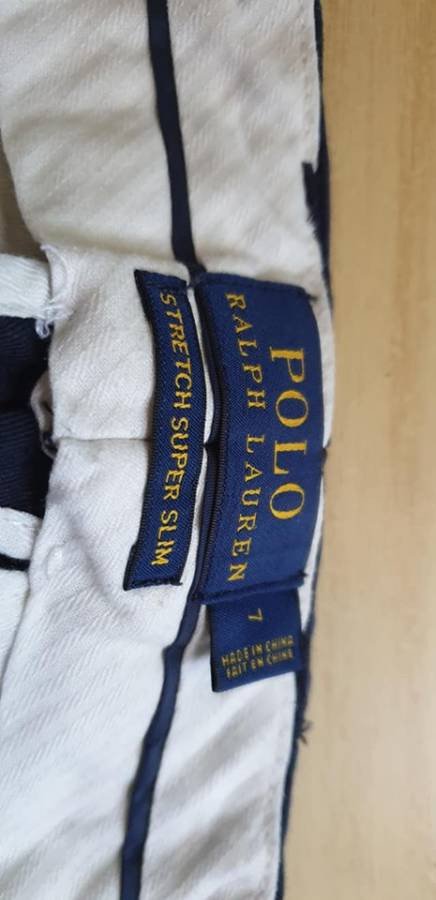 POLO
RALPH LAUREN
STRETCH SUPER SLIM
7
MADE IN CHINA
FAIT EN CHINE